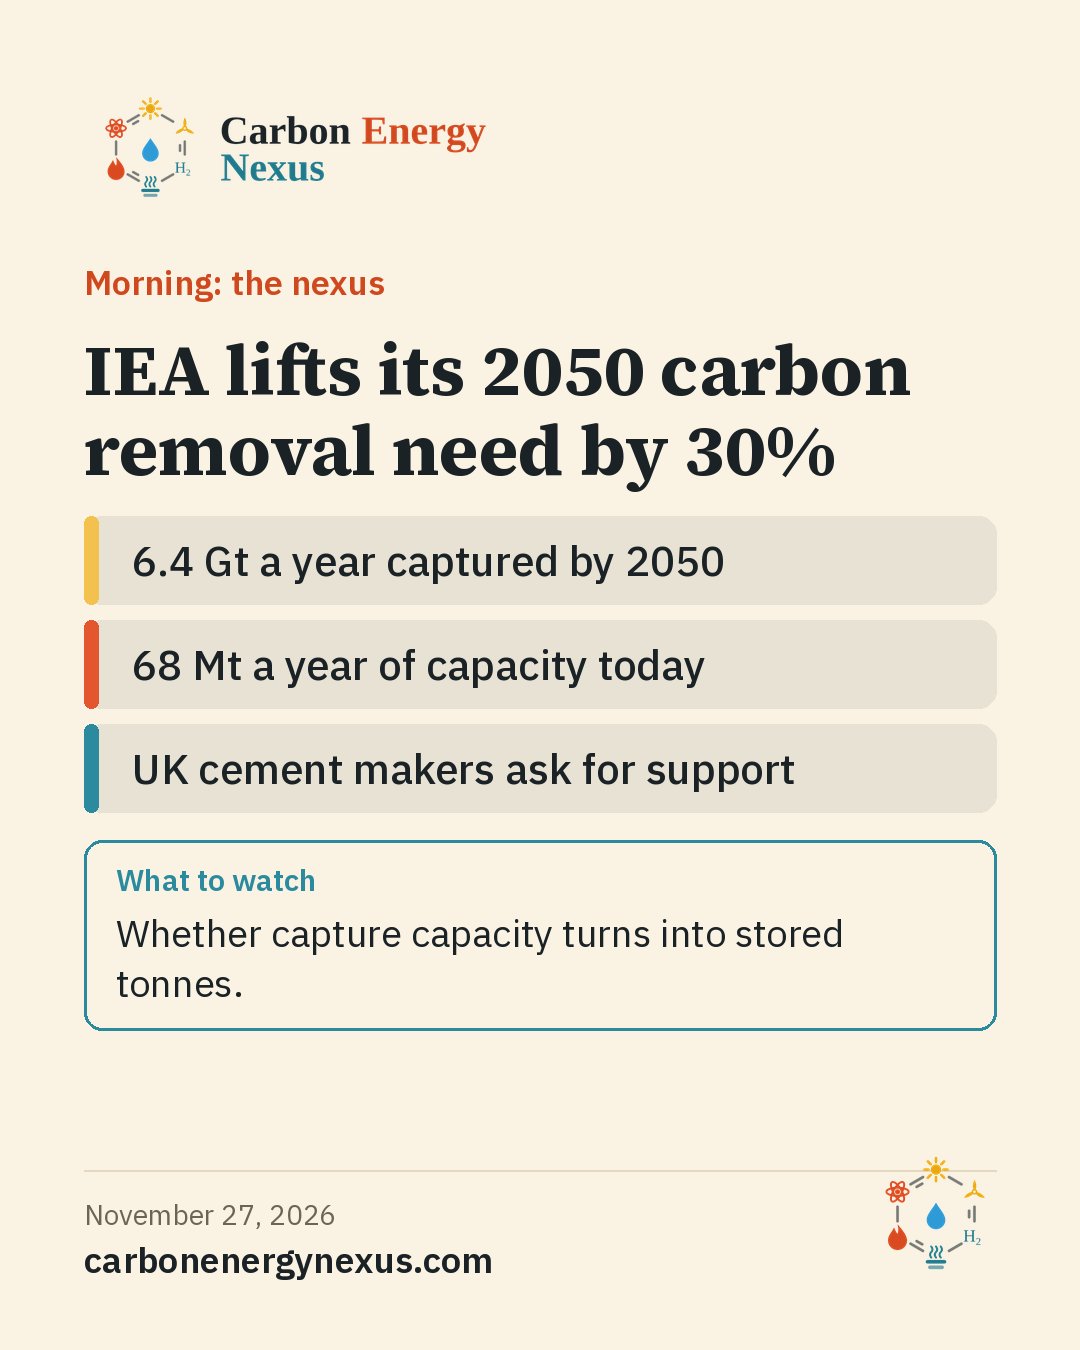 Carbon Energy
Nexus
H₂
Morning: the nexus
IEA lifts its 2050 carbon
removal need by 30%
6.4 Gt a year captured by 2050
68 Mt a year of capacity today
UK cement makers ask for support
What to watch
Whether capture capacity turns into stored
tonnes.
November 27, 2026
carbonenergynexus.com
H₂